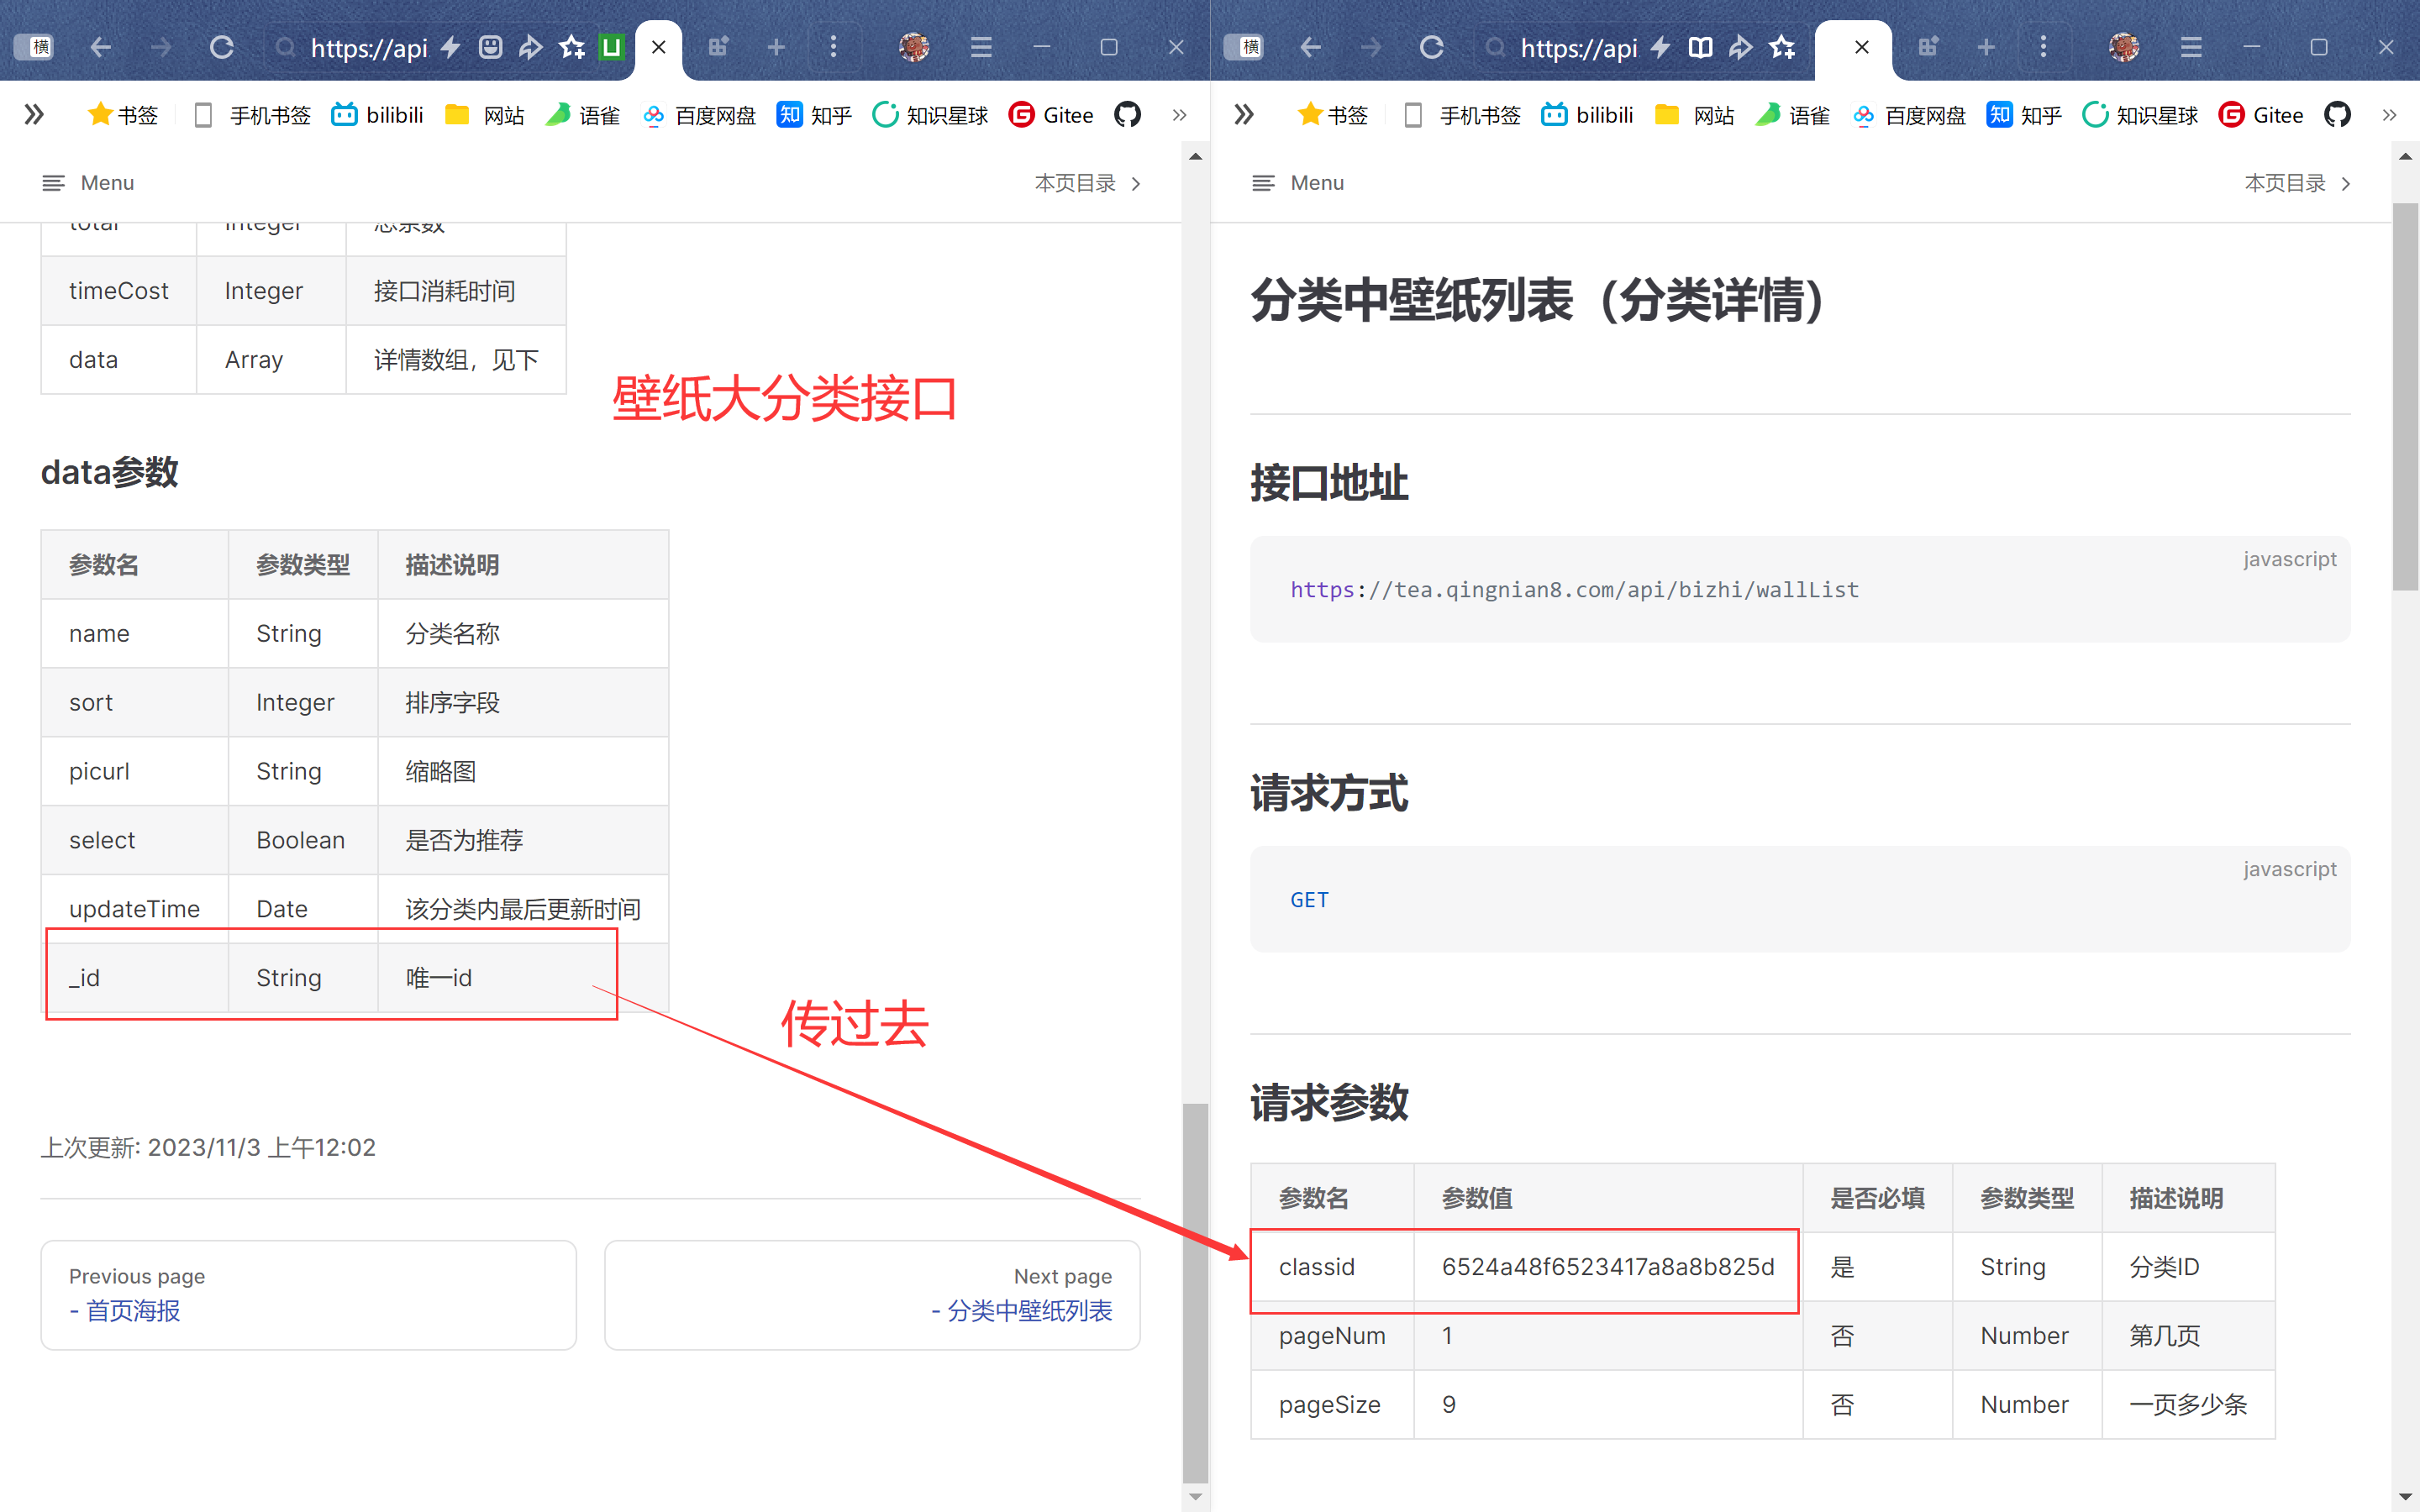 横
https://api
书签
手机书签
bilibili
网站
语雀
百度网盘
知 知乎
知识星球
Gitee
Menu
本页目录
total Integer 总条数
timeCost Integer 接口消耗时间
data Array 详情数组，见下
壁纸大分类接口
data参数
参数名 参数类型 描述说明
name String 分类名称
sort Integer 排序字段
picurl String 缩略图
select Boolean 是否为推荐
updateTime Date 该分类内最后更新时间
_id String 唯一id
传过去
上次更新: 2023/11/3 上午12:02
Previous page
- 首页海报
Next page
- 分类中壁纸列表
横
https://api
书签
手机书签
bilibili
网站
语雀
百度网盘
知 知乎
知识星球
Gitee
Menu
本页目录
分类中壁纸列表（分类详情）
接口地址
javascript
https://tea.qingnian8.com/api/bizhi/wallList
请求方式
javascript
GET
请求参数
参数名 参数值 是否必填 参数类型 描述说明
classid 6524a48f6523417a8a8b825d 是 String 分类ID
pageNum 1 否 Number 第几页
pageSize 9 否 Number 一页多少条